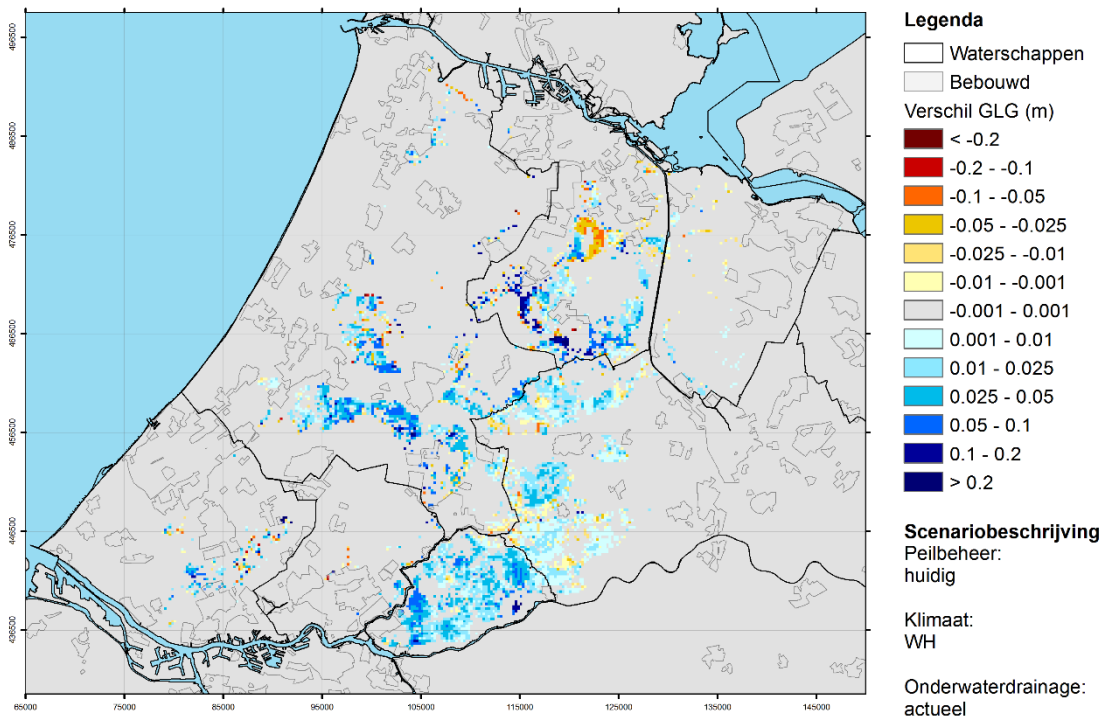 496500
486500
476500
466500
456500
446500
436500
65000
75000
85000
95000
105000
115000
125000
135000
145000
Legenda
Waterschappen
Bebouwd
Verschil GLG (m)
< -0.2
-0.2 - -0.1
-0.1 - -0.05
-0.05 - -0.025
-0.025 - -0.01
-0.01 - -0.001
-0.001 - 0.001
0.001 - 0.01
0.01 - 0.025
0.025 - 0.05
0.05 - 0.1
0.1 - 0.2
> 0.2
Scenariobeschrijving
Peilbeheer:
huidig
Klimaat:
WH
Onderwaterdrainage:
actueel